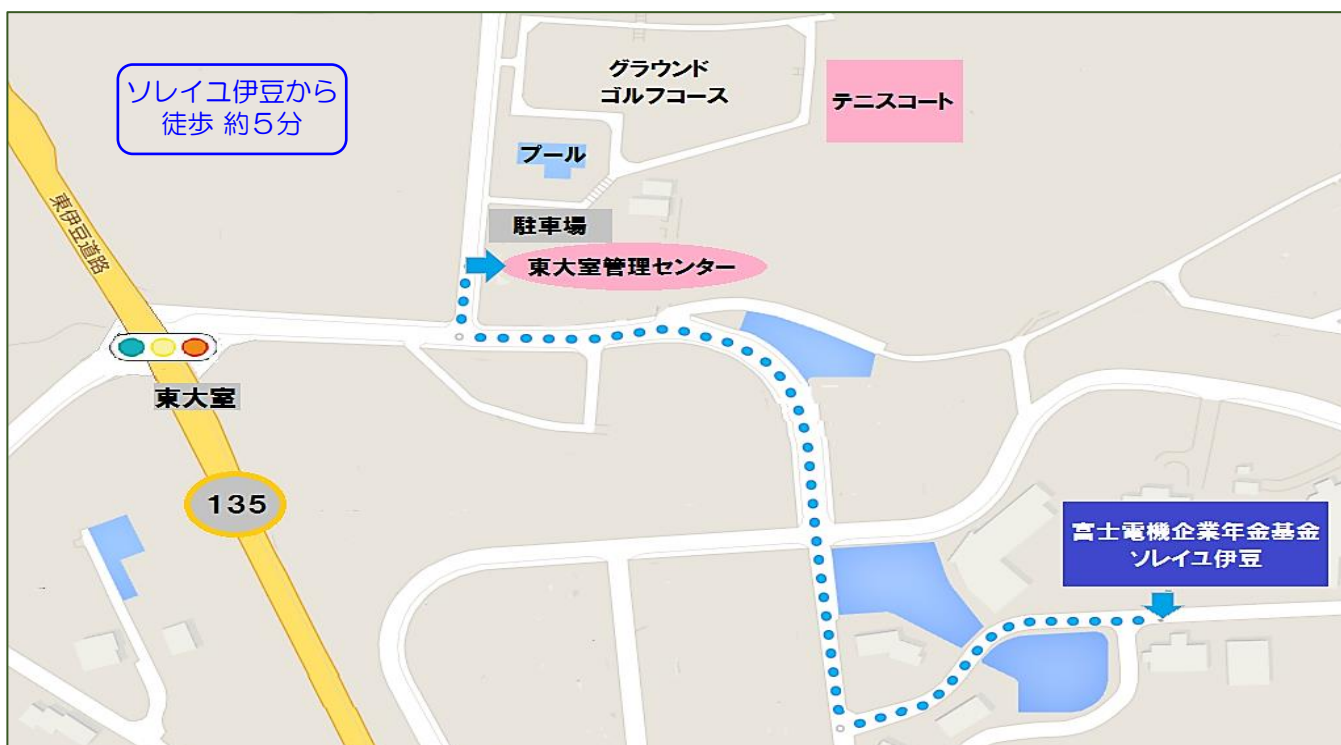 ソレイユ伊豆から
徒歩 約5分
グラウンド
ゴルフコース
テニスコート
プール
駐車場
東大室管理センター
東伊豆道路
東大室
135
富士電機企業年金基金
ソレイユ伊豆